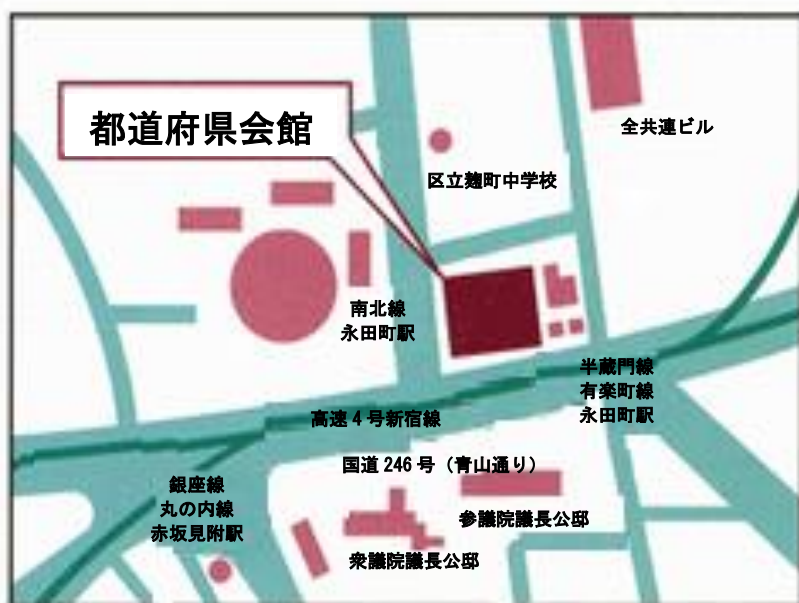 都道府県会館
全共連ビル
区立麹町中学校
南北線
永田町駅
半蔵門線
有楽町線
永田町駅
高速4号新宿線
国道246号（青山通り）
銀座線
丸の内線
赤坂見附駅
参議院議長公邸
衆議院議長公邸